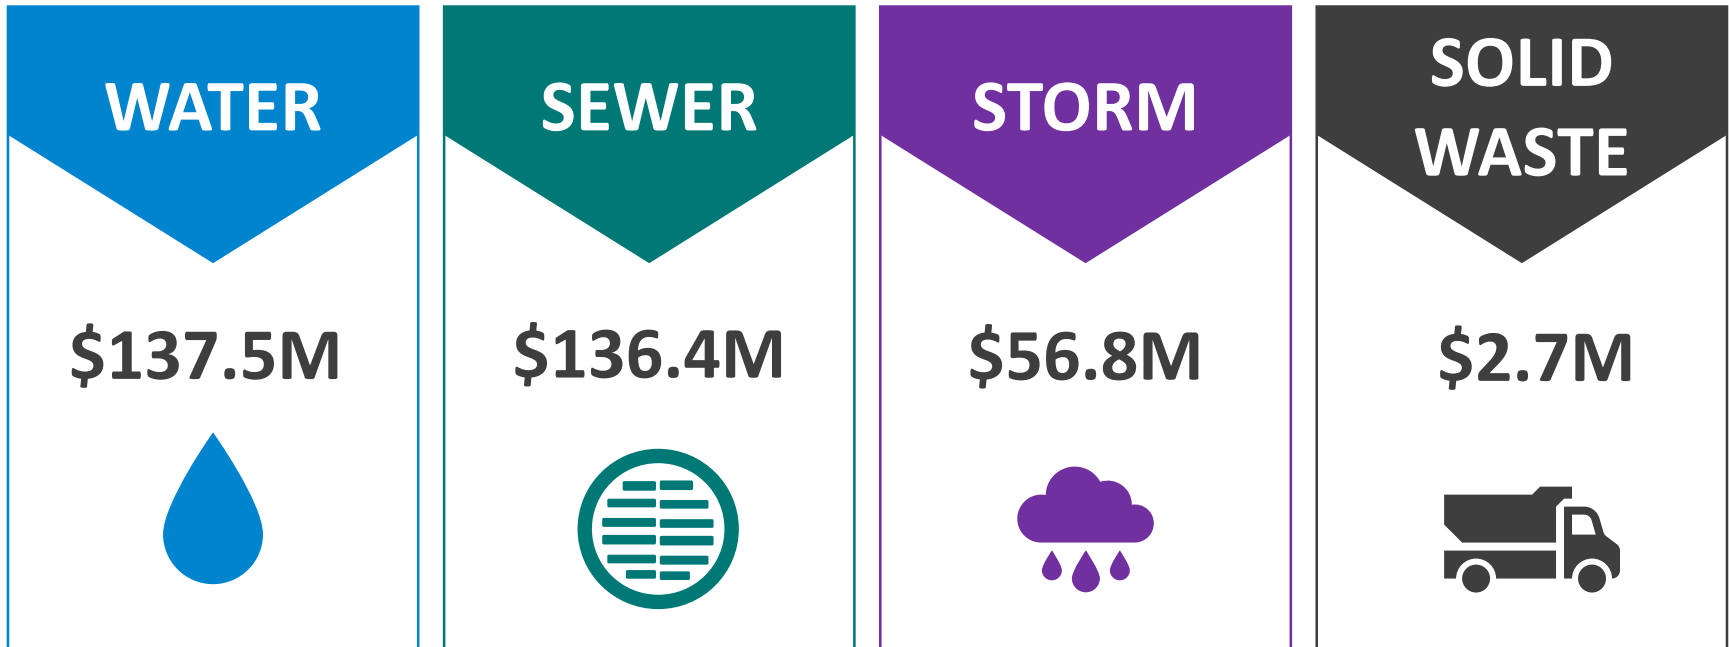 WATER
$137.5M
SEWER
$136.4M
STORM
$56.8M
SOLID
WASTE
$2.7M